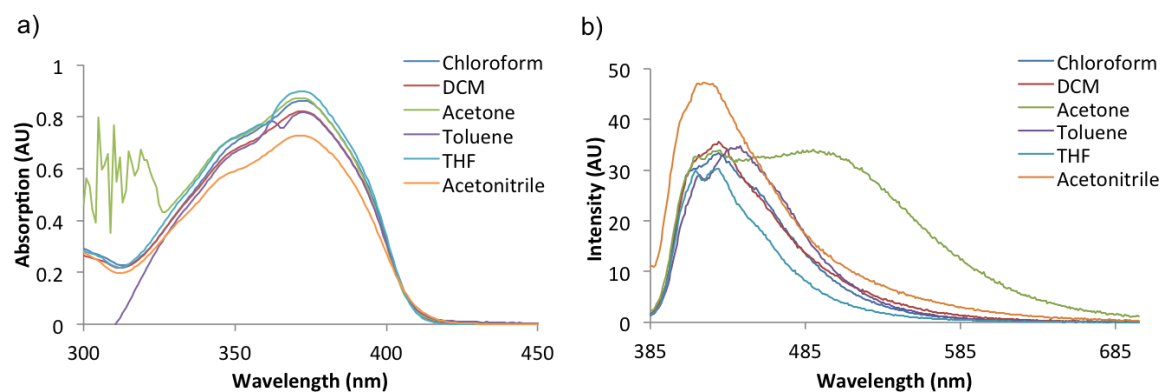 a)
Absorption (AU)
1
0.8
0.6
0.4
0.2
0
300
350
400
450
Wavelength (nm)
Chloroform
DCM
Acetone
Toluene
THF
Acetonitrile
b)
Intensity (AU)
50
40
30
20
10
0
385
485
585
685
Wavelength (nm)
Chloroform
DCM
Acetone
Toluene
THF
Acetonitrile